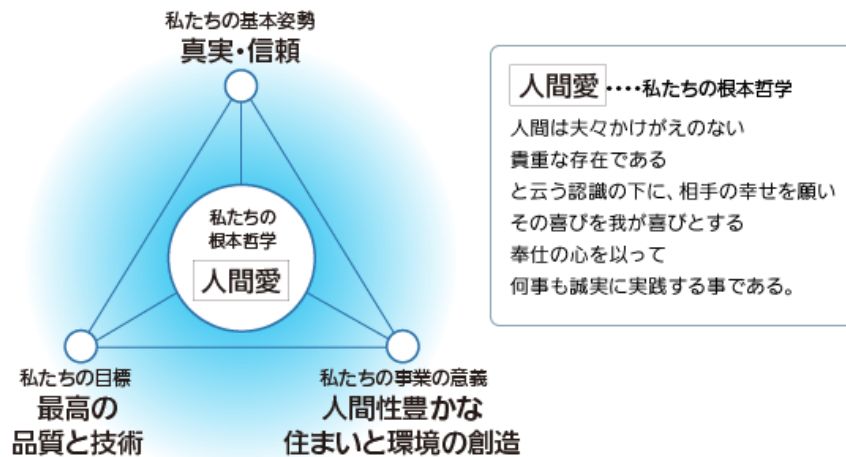 私たちの基本姿勢
真実・信頼
私たちの
根本哲学
人間愛
私たちの目標
最高の
品質と技術
私たちの事業の意義
人間性豊かな
住まいと環境の創造
人間愛・・・・私たちの根本哲学
人間は夫々かけがえのない
貴重な存在である
と云う認識の下に、相手の幸せを願い
その喜びを我が喜びとする
奉仕の心を以って
何事も誠実に実践する事である。